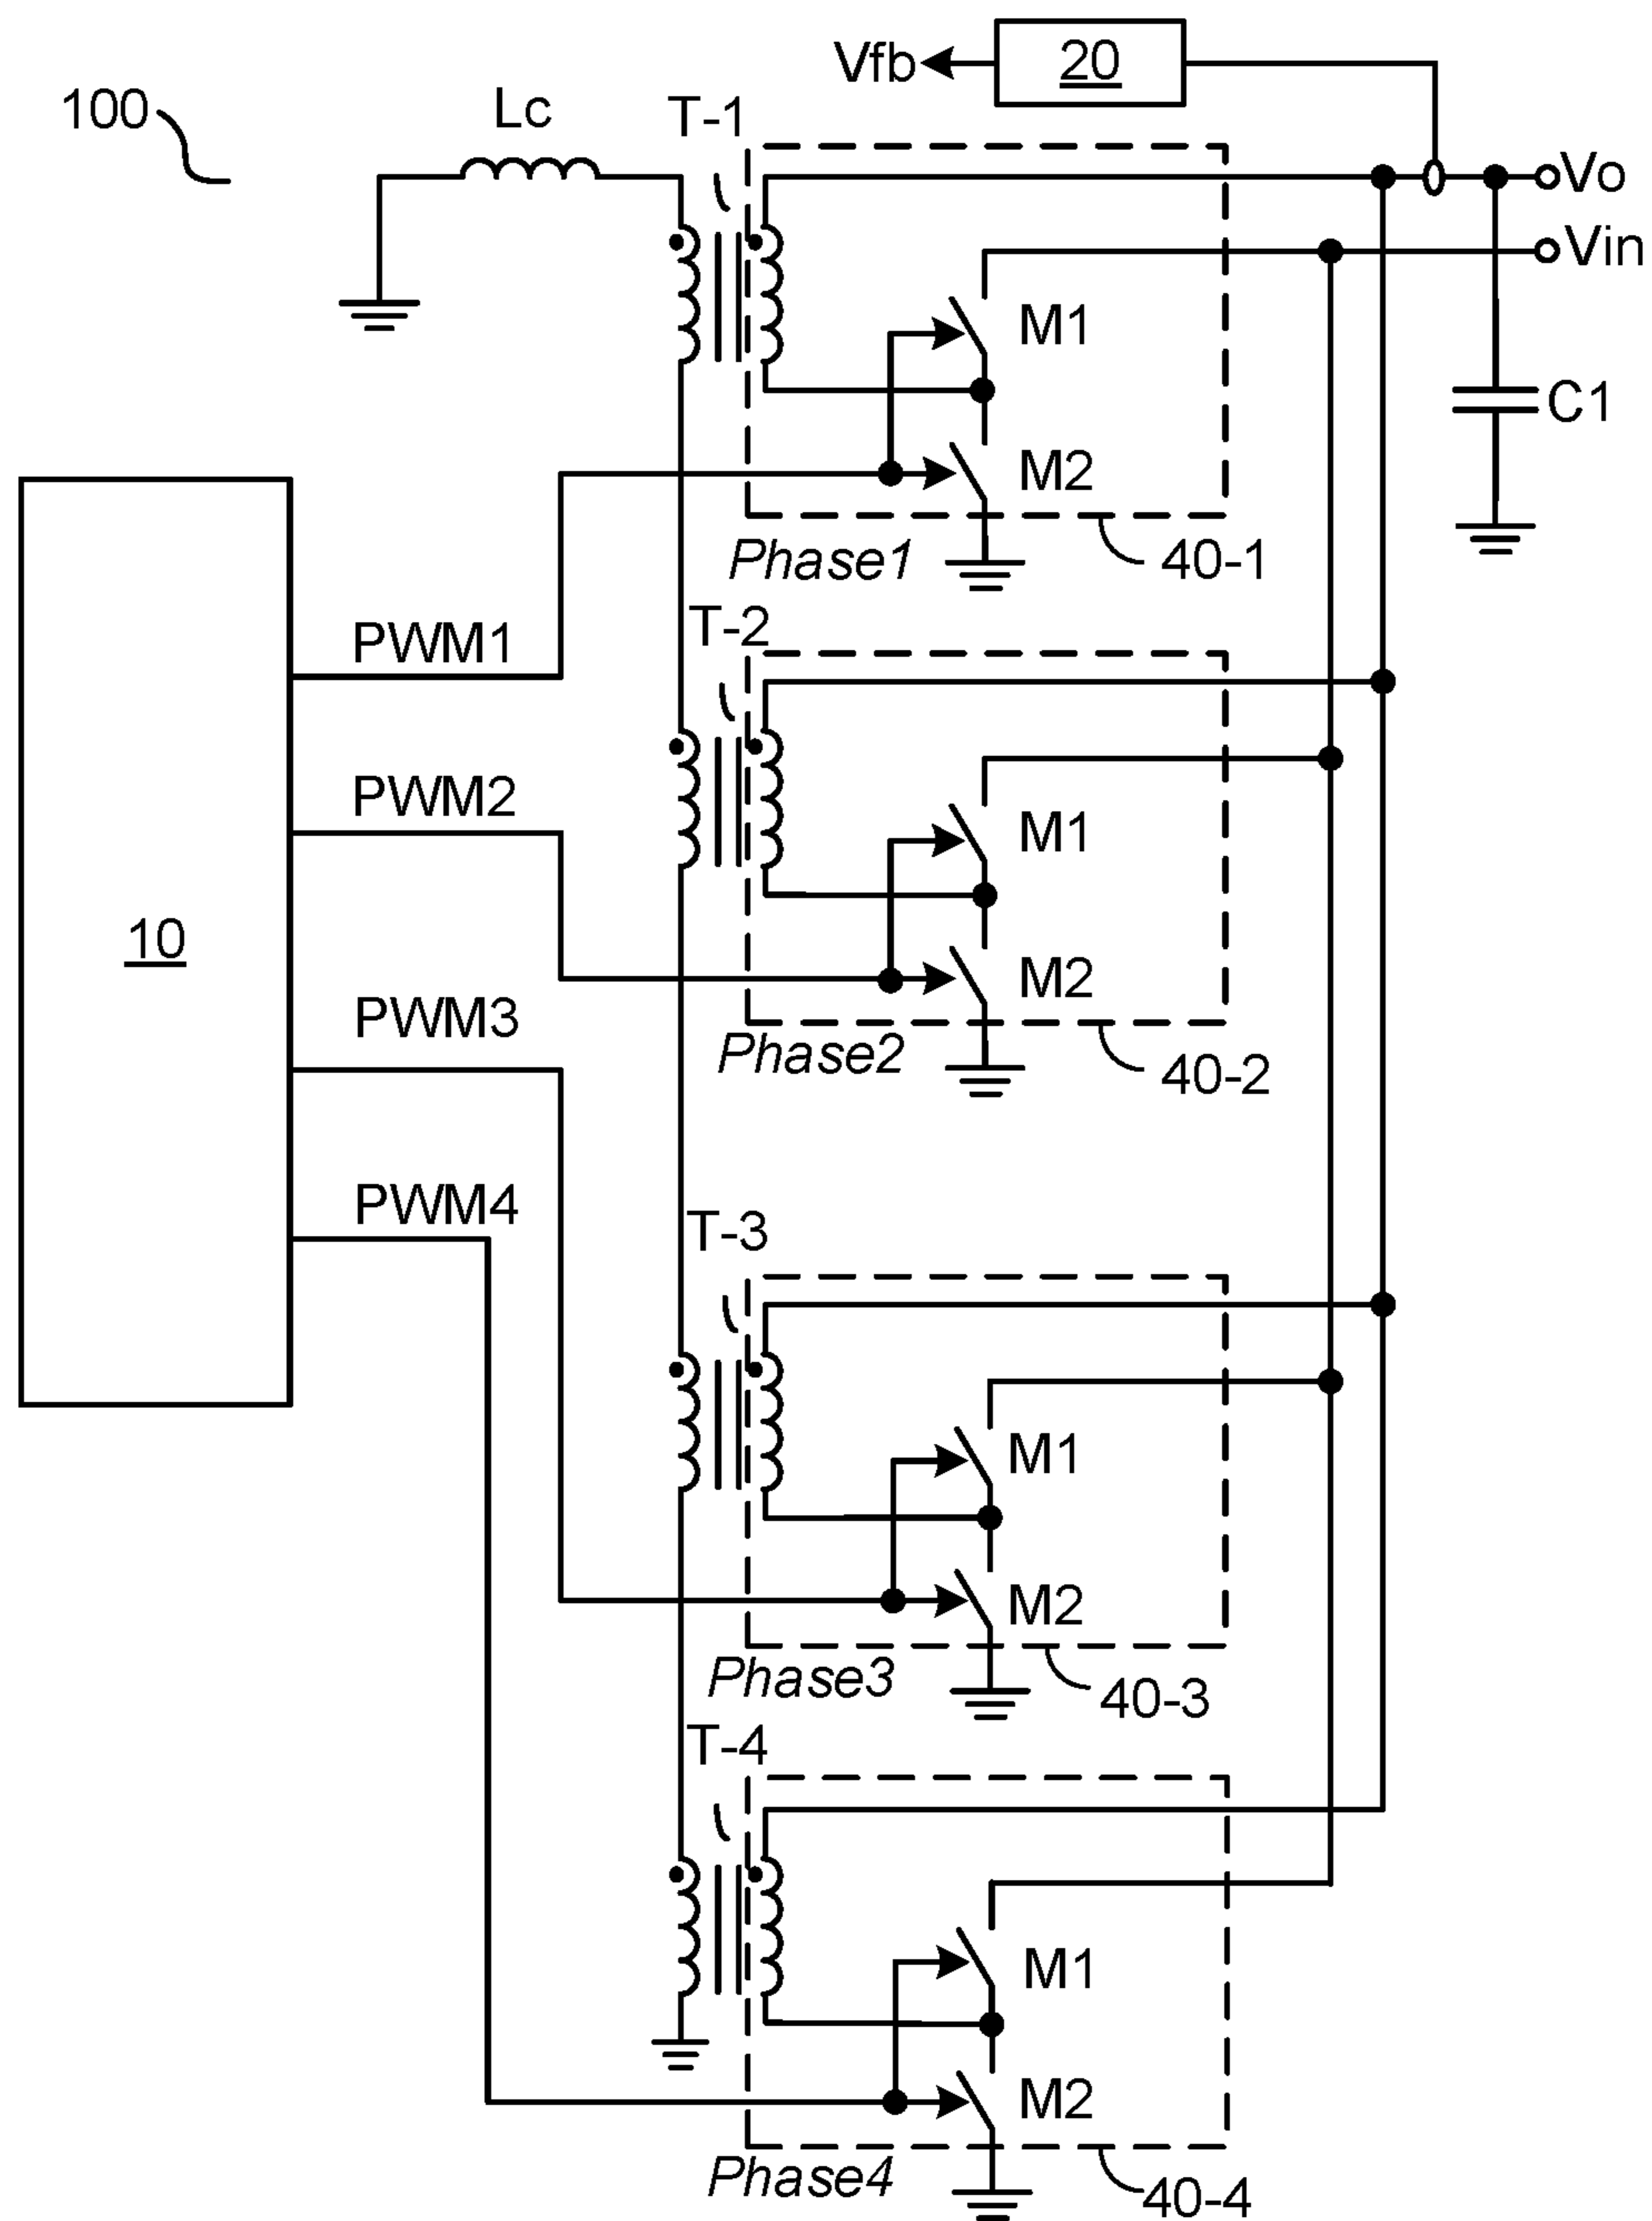 Vfb
20
100
Lc
T-1
Vo
Vin
M1
C1
M2
Phase1
40-1
T-2
PWM1
PWM2
M1
10
M2
PWM3
Phase2
40-2
PWM4
T-3
M1
M2
Phase3
40-3
T-4
M1
M2
Phase4
40-4